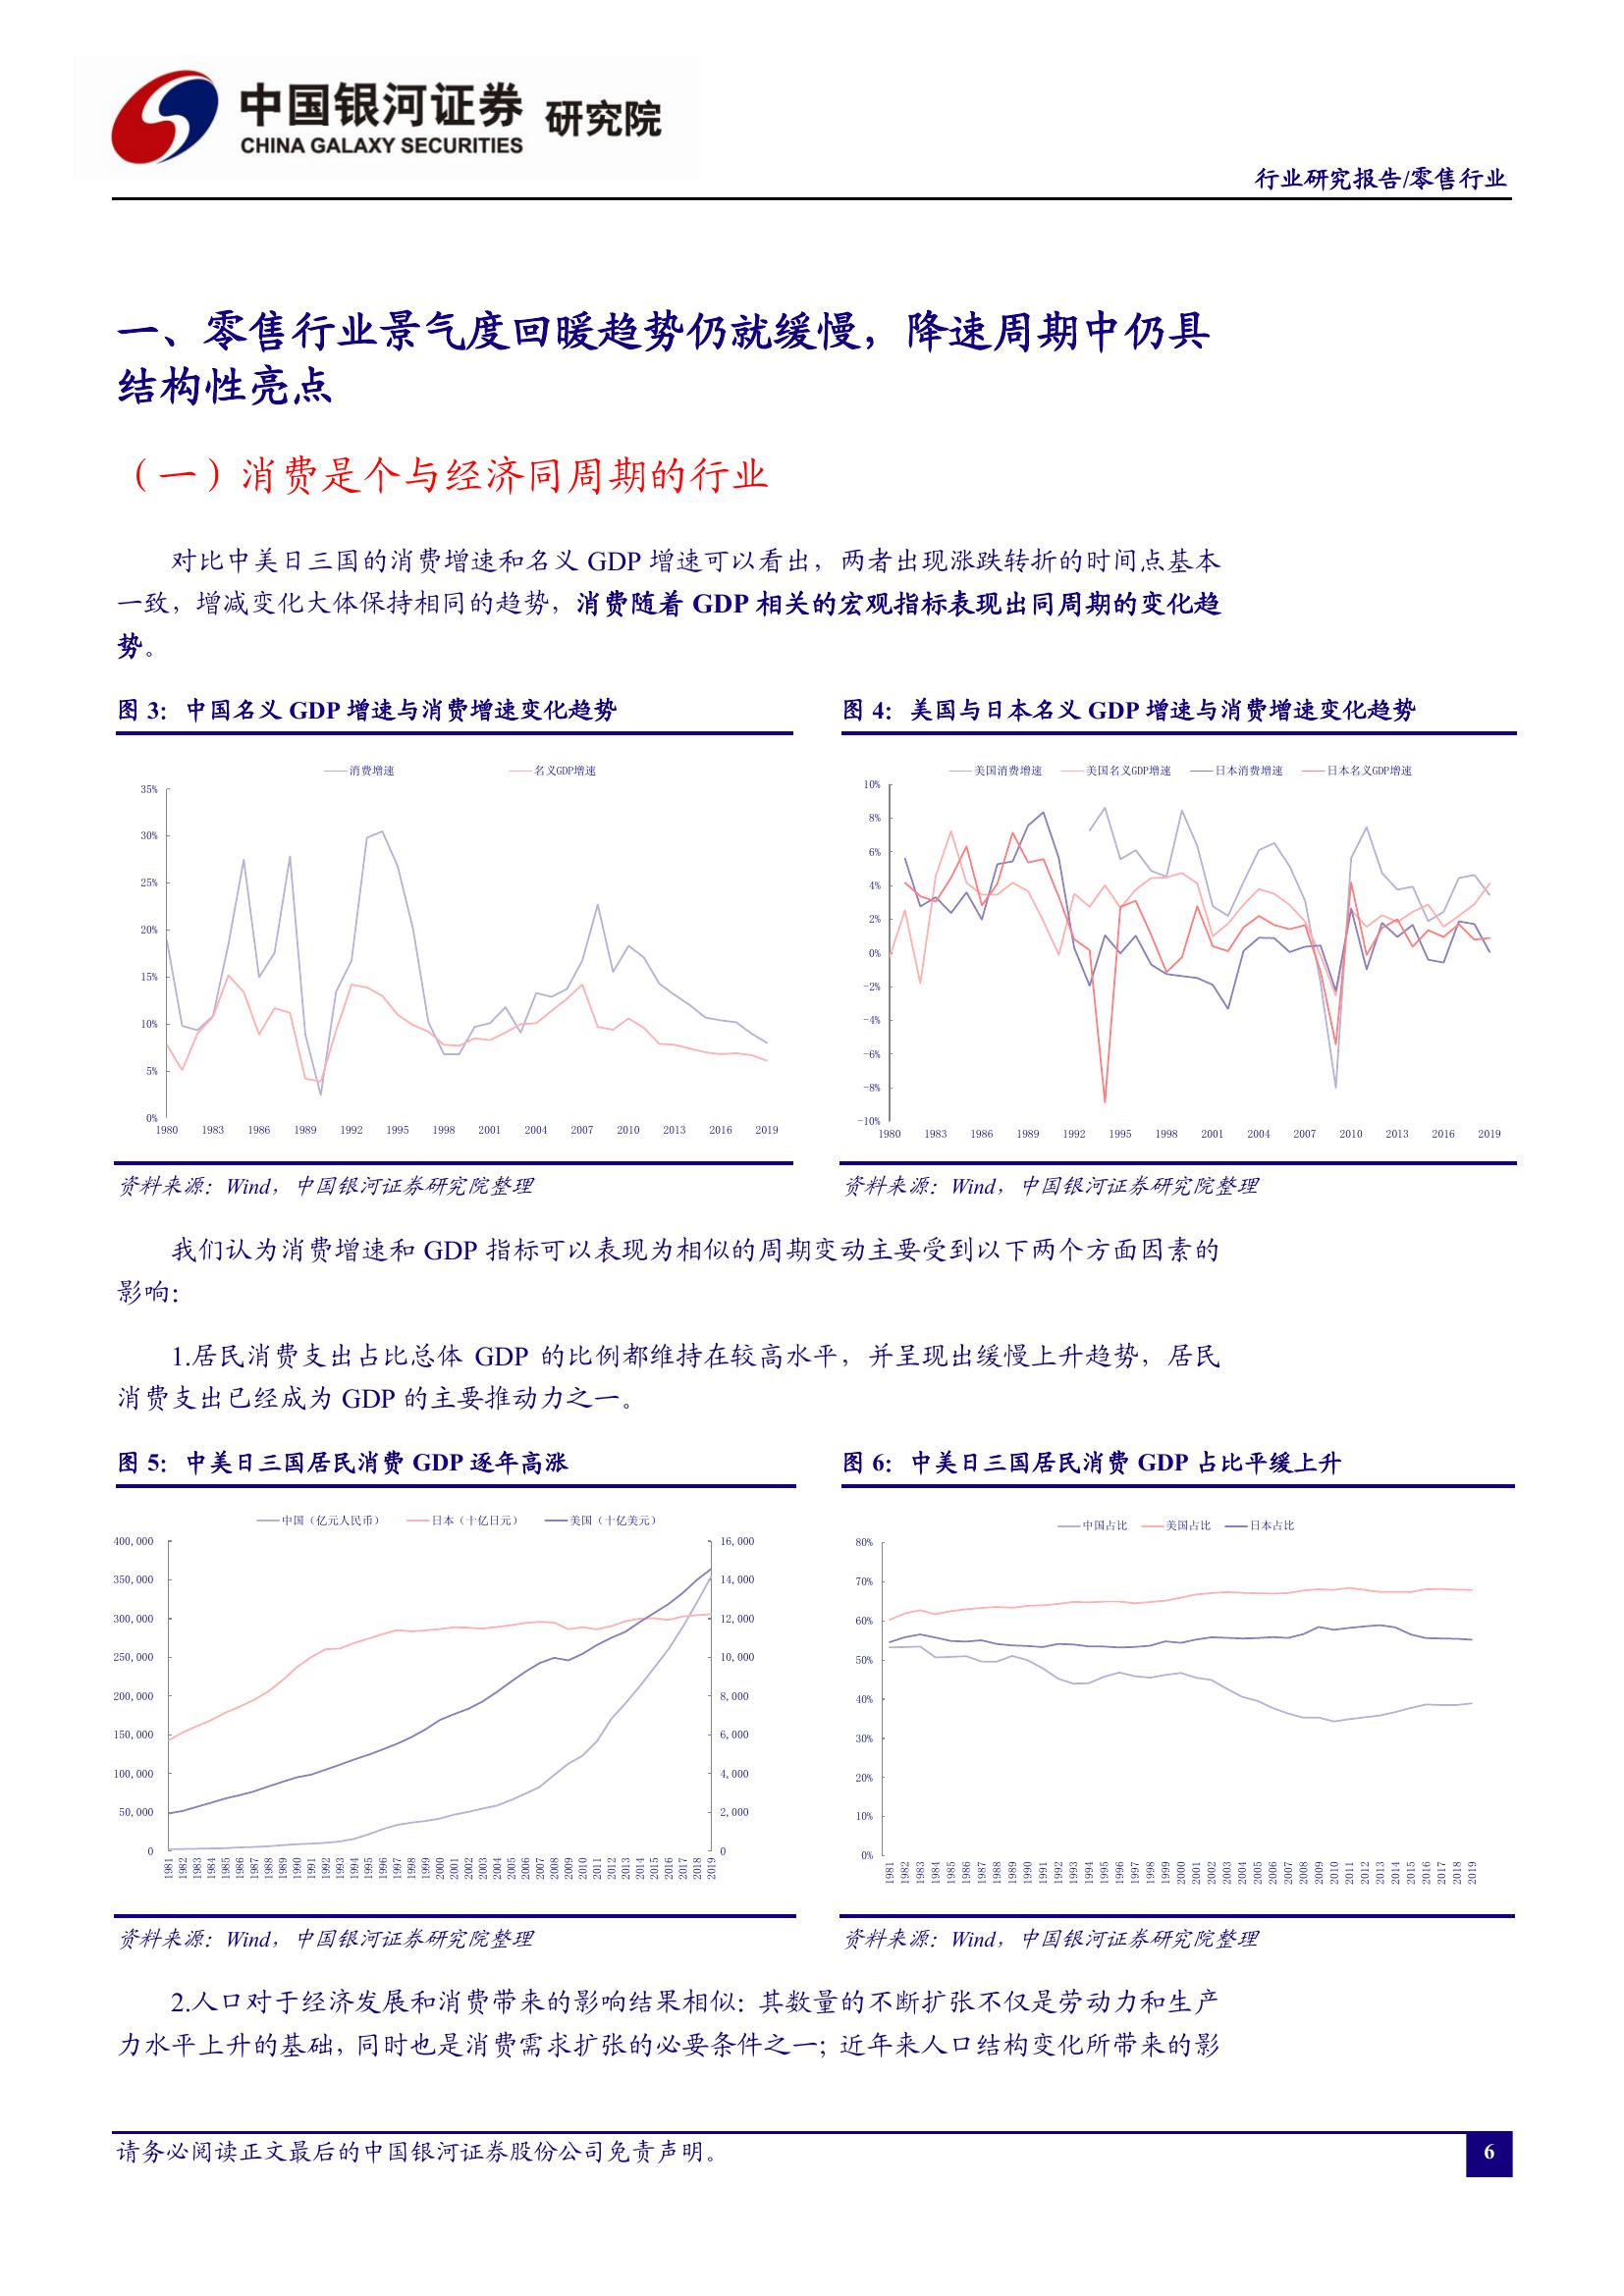 中国银河证券 研究院
CHINA GALAXY SECURITIES
行业研究报告/零售行业
一、零售行业景气度回暖趋势仍就缓慢，降速周期中仍具
结构性亮点
（一）消费是个与经济同周期的行业
对比中美日三国的消费增速和名义 GDP 增速可以看出，两者出现涨跌转折的时间点基本
一致，增减变化大体保持相同的趋势，消费随着 GDP 相关的宏观指标表现出同周期的变化趋
势。
图 3：中国名义 GDP 增速与消费增速变化趋势
消费增速 名义GDP增速
35%
30%
25%
20%
15%
10%
5%
0%
1980 1983 1986 1989 1992 1995 1998 2001 2004 2007 2010 2013 2016 2019
资料来源：Wind，中国银河证券研究院整理
图 4：美国与日本名义 GDP 增速与消费增速变化趋势
美国消费增速 美国名义GDP增速 日本消费增速 日本名义GDP增速
10%
8%
6%
4%
2%
0%
-2%
-4%
-6%
-8%
-10%
1980 1983 1986 1989 1992 1995 1998 2001 2004 2007 2010 2013 2016 2019
资料来源：Wind，中国银河证券研究院整理
我们认为消费增速和 GDP 指标可以表现为相似的周期变动主要受到以下两个方面因素的
影响：
1.居民消费支出占比总体 GDP 的比例都维持在较高水平，并呈现出缓慢上升趋势，居民
消费支出已经成为 GDP 的主要推动力之一。
图 5：中美日三国居民消费 GDP 逐年高涨
中国（亿元人民币） 日本（十亿日元） 美国（十亿美元）
400,000 16,000
350,000 14,000
300,000 12,000
250,000 10,000
200,000 8,000
150,000 6,000
100,000 4,000
50,000 2,000
0 0
1981 1982 1983 1984 1985 1986 1987 1988 1989 1990 1991 1992 1993 1994 1995 1996 1997 1998 1999 2000 2001 2002 2003 2004 2005 2006 2007 2008 2009 2010 2011 2012 2013 2014 2015 2016 2017 2018 2019
资料来源：Wind，中国银河证券研究院整理
图 6：中美日三国居民消费 GDP 占比平缓上升
中国占比 美国占比 日本占比
80%
70%
60%
50%
40%
30%
20%
10%
0%
1981 1982 1983 1984 1985 1986 1987 1988 1989 1990 1991 1992 1993 1994 1995 1996 1997 1998 1999 2000 2001 2002 2003 2004 2005 2006 2007 2008 2009 2010 2011 2012 2013 2014 2015 2016 2017 2018 2019
资料来源：Wind，中国银河证券研究院整理
2.人口对于经济发展和消费带来的影响结果相似：其数量的不断扩张不仅是劳动力和生产
力水平上升的基础，同时也是消费需求扩张的必要条件之一；近年来人口结构变化所带来的影
请务必阅读正文最后的中国银河证券股份公司免责声明。
6